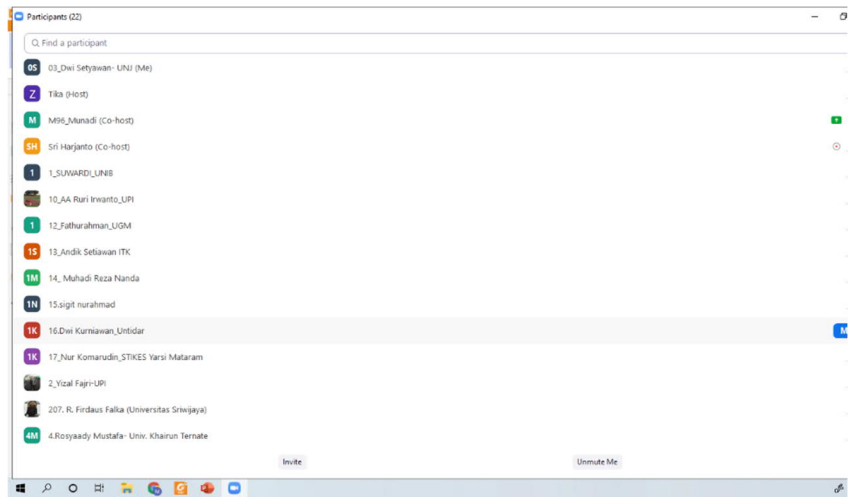 Participants (22)
Find a participant
0S 03_Dwi Setyawan- UNJ (Me)
Z Tika (Host)
M M96_Munadi (Co-host)
SH Sri Harjanto (Co-host)
1 1_SUWARDI_UNIB
10_AA Ruri Irwanto_UPI
1 12_Fathurahman_UGM
1S 13_Andik Setiawan ITK
1M 14_ Muhadi Reza Nanda
1N 15.sigit nurahmad
1K 16.Dwi Kurniawan_Untidar
M
1K 17_Nur Komarudin_STIKES Yarsi Mataram
2_Yizal Fajri-UPI
207. R. Firdaus Falka (Universitas Sriwijaya)
4M 4.Rosyaady Mustafa- Univ. Khairun Ternate
Invite Unmute Me